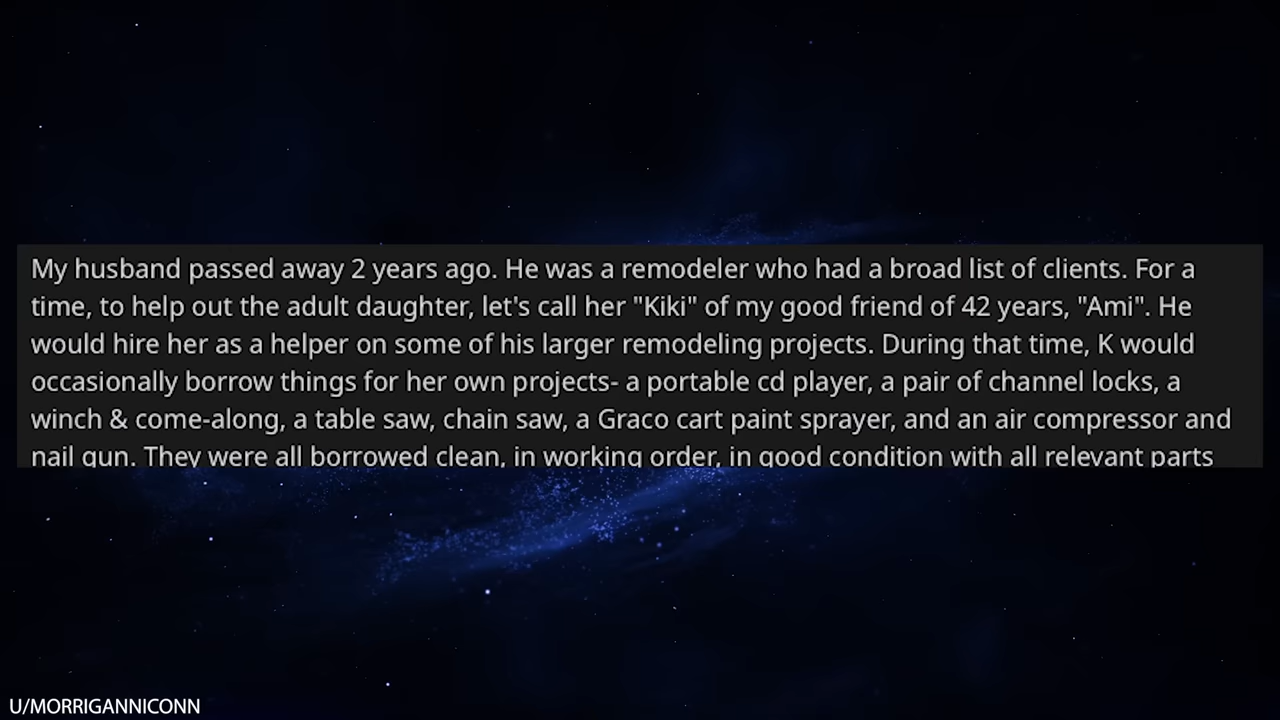 My husband passed away 2 years ago. He was a remodeler who had a broad list of clients. For a
time, to help out the adult daughter, let's call her "Kiki" of my good friend of 42 years, "Ami". He
would hire her as a helper on some of his larger remodeling projects. During that time, K would
occasionally borrow things for her own projects- a portable cd player, a pair of channel locks, a
winch & come-along, a table saw, chain saw, a Graco cart paint sprayer, and an air compressor and
nail gun. They were all borrowed clean, in working order, in good condition with all relevant parts
U/MORRIGANNICONN